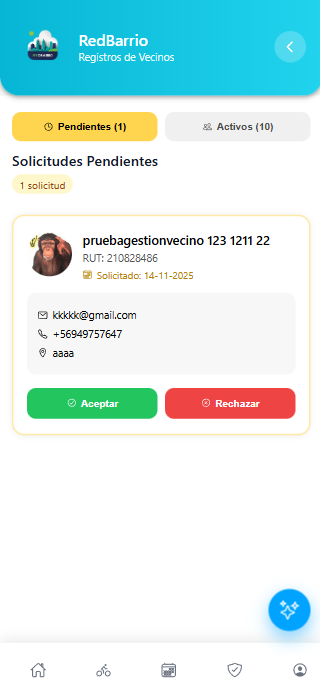 RedBarrio
Registros de Vecinos
Pendientes (1)
Activos (10)
Solicitudes Pendientes
1 solicitud
pruebagestionvecino 123 1211 22
RUT: 210828486
Solicitado: 14-11-2025
kkkkk@gmail.com
+56949757647
aaaa
Aceptar
Rechazar